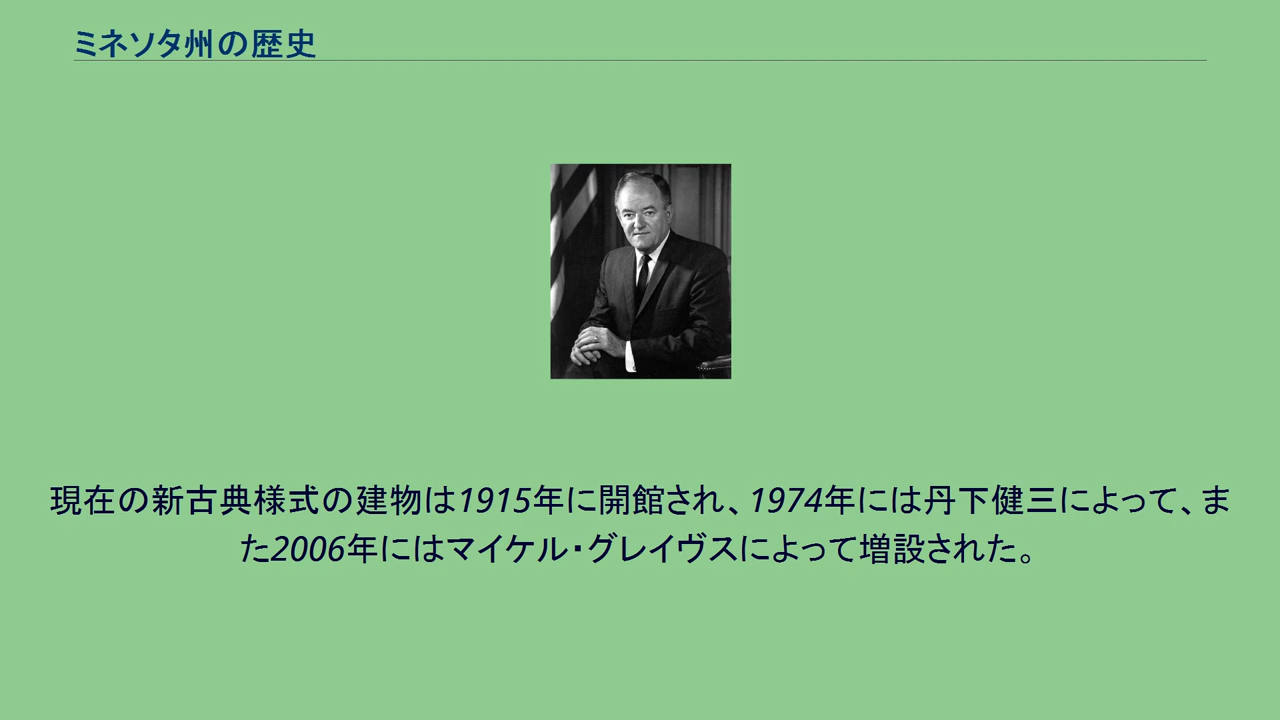 ミネソタ州の歴史
現在の新古典様式の建物は1915年に開館され、1974年には丹下健三によって、ま
た2006年にはマイケル・グレイヴスによって増設された。